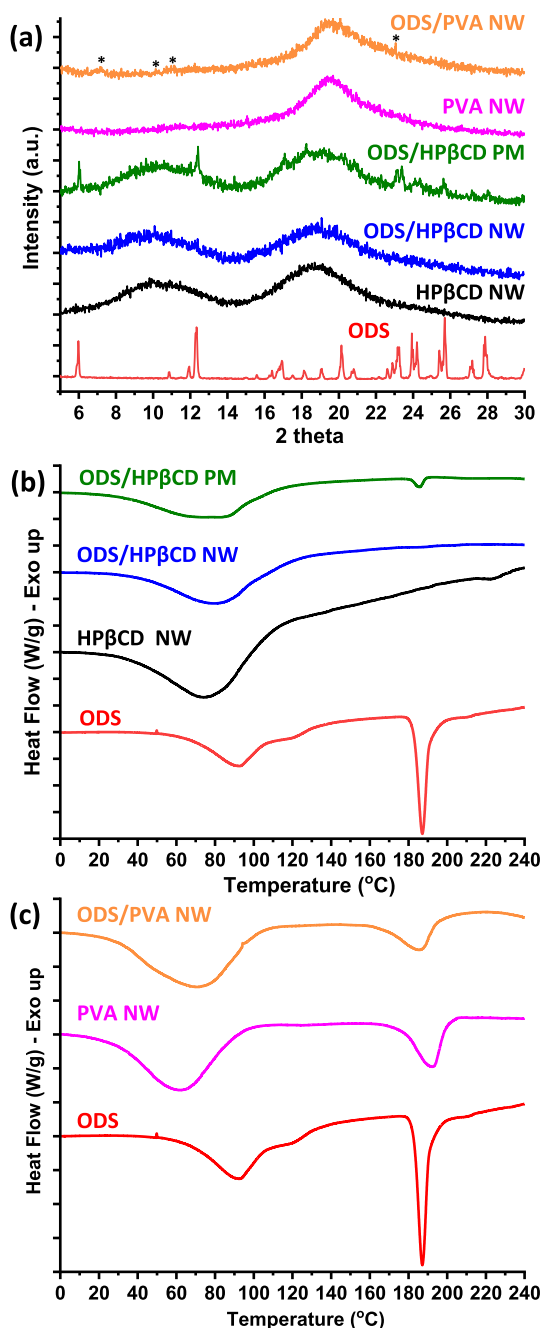 (a)
ODS/PVA NW
* * * *
PVA NW
ODS/HPβCD PM
ODS/HPβCD NW
HPβCD NW
ODS
Intensity (a.u.)
6 8 10 12 14 16 18 20 22 24 26 28 30
2 theta
(b)
ODS/HPβCD PM
ODS/HPβCD NW
HPβCD NW
ODS
Heat Flow (W/g) - Exo up
0 20 40 60 80 100 120 140 160 180 200 220 240
Temperature (°C)
(c)
ODS/PVA NW
PVA NW
ODS
Heat Flow (W/g) - Exo up
0 20 40 60 80 100 120 140 160 180 200 220 240
Temperature (°C)